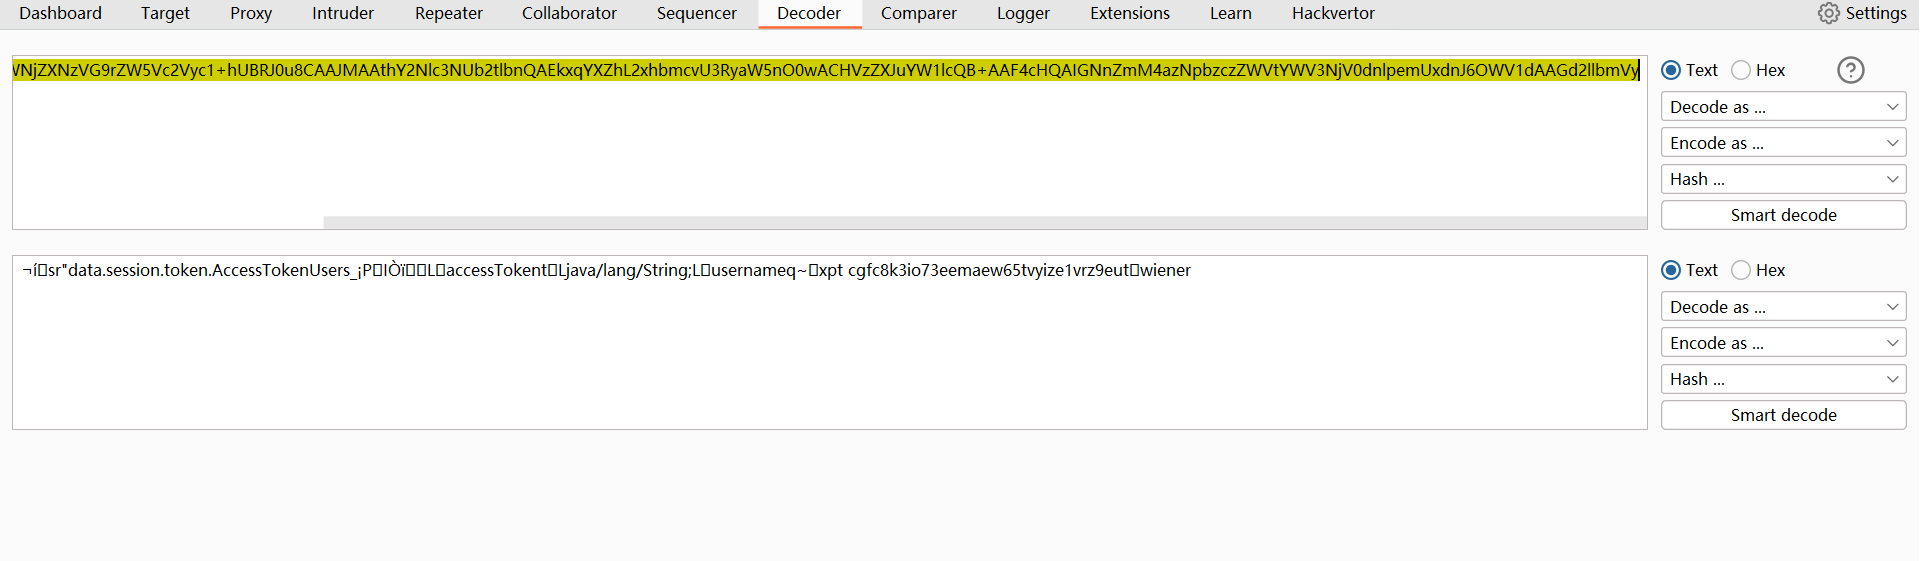 Dashboard Target Proxy Intruder Repeater Collaborator Sequencer Decoder Comparer Logger Extensions Learn Hackvertor Settings
WNjZXNzVG9rZW5Vc2Vyc1+hUBRJ0u8CAAJMAAthY2Nlc3NUb2tlbnQAEkxqYXZhL2xhbmcvU3RyaW5nO0wACHVzZXJuYW1lcQB+AAF4cHQAIGNnZmM4azNpbzczZWVtYWV3NjV0dnlpemUxdnJ6OWV1dAAGd2llbmVy
Text Hex ?
Decode as ...
Encode as ...
Hash ...
Smart decode
¬í▯sr"data.session.token.AccessTokenUsers_¡P▯IÒï▯▯L▯accessTokent▯Ljava/lang/String;L▯usernameq~▯xpt cgfc8k3io73eemaew65tvyize1vrz9eut▯wiener
Text Hex
Decode as ...
Encode as ...
Hash ...
Smart decode